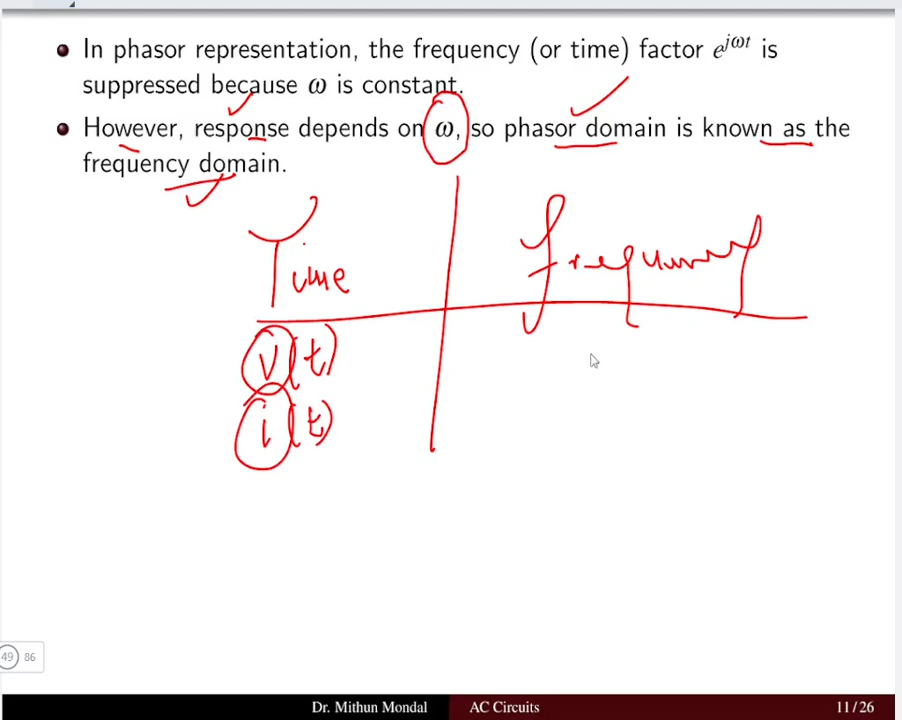 In phasor representation, the frequency (or time) factor e^{jωt} is
suppressed because ω is constant.
However, response depends on ω, so phasor domain is known as the
frequency domain.
Time frequency
v(t)
i(t)
49 86
Dr. Mithun Mondal AC Circuits 11/26